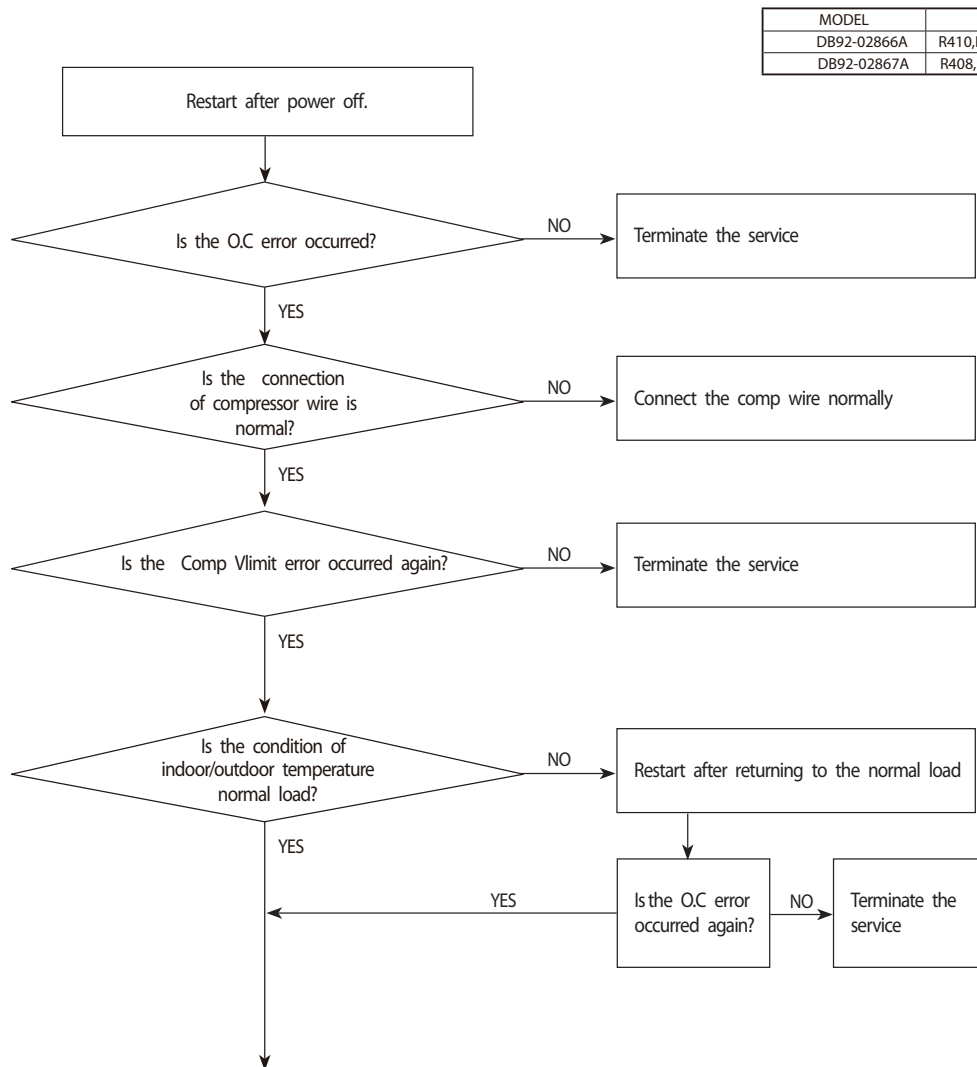 MODEL
DB92-02866A R410,
DB92-02867A R408,
Restart after power off.
Is the O.C error occurred?
NO
Terminate the service
YES
Is the connection
of compressor wire is
normal?
NO
Connect the comp wire normally
YES
Is the Comp Vlimit error occurred again?
NO
Terminate the service
YES
Is the condition of
indoor/outdoor temperature
normal load?
NO
Restart after returning to the normal load
YES
YES
Is the O.C error
occurred again?
NO
Terminate the
service